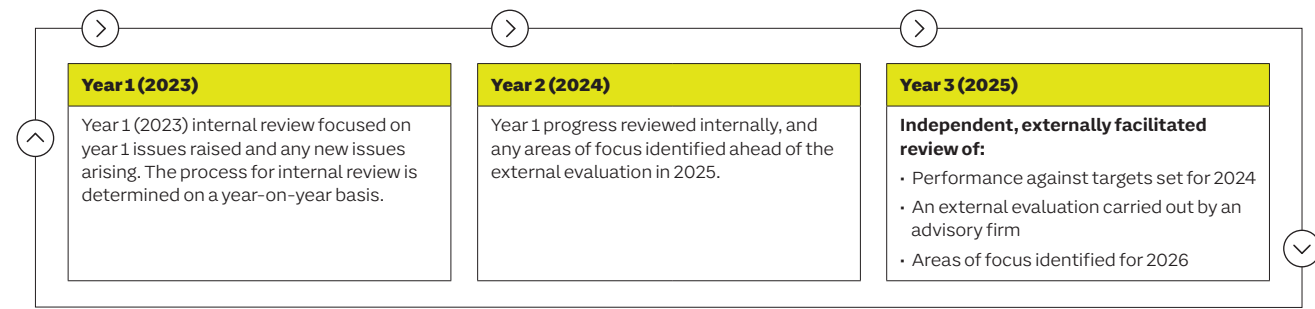 Year 1 (2023)
Year 1 (2023) internal review focused on
year 1 issues raised and any new issues
arising. The process for internal review is
determined on a year-on-year basis.
Year 2 (2024)
Year 1 progress reviewed internally, and
any areas of focus identified ahead of the
external evaluation in 2025.
Year 3 (2025)
Independent, externally facilitated
review of:
• Performance against targets set for 2024
• An external evaluation carried out by an
advisory firm
• Areas of focus identified for 2026